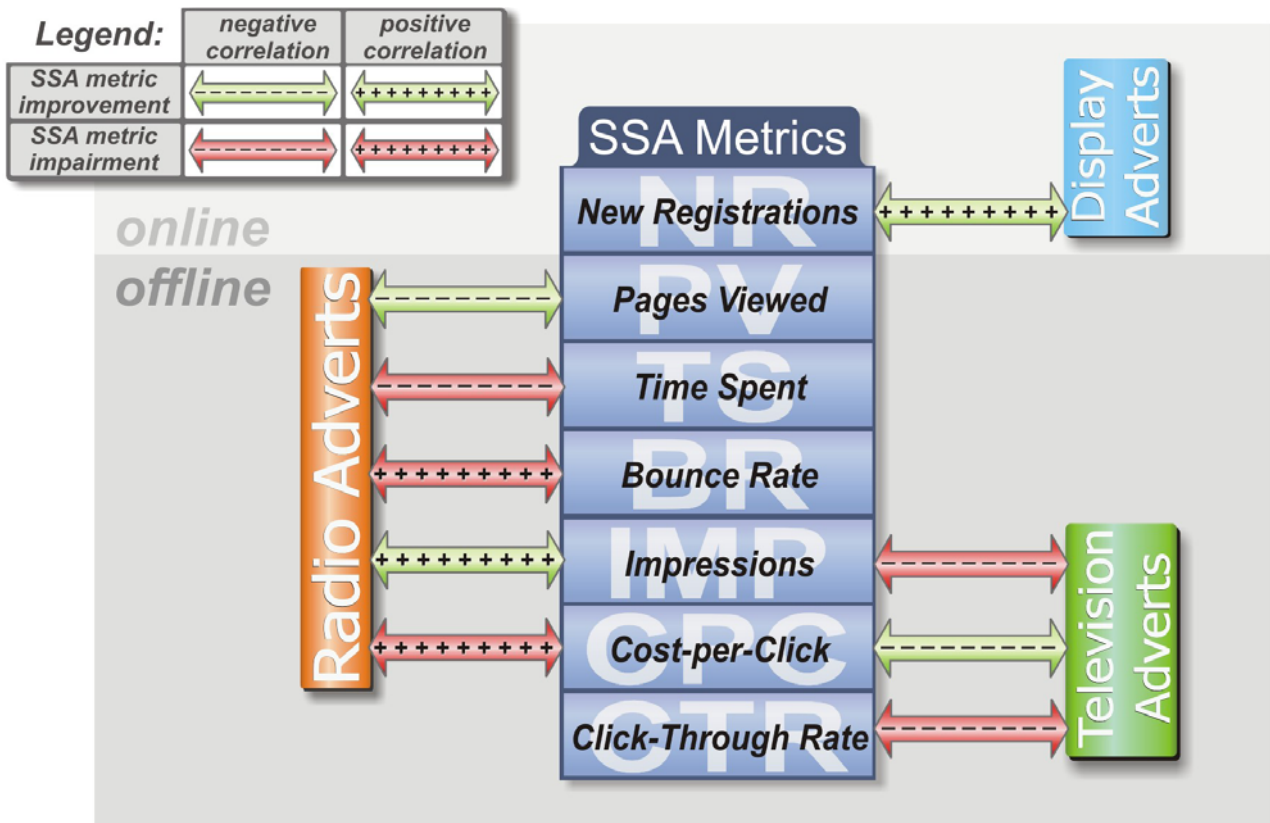 Legend:
negative
correlation
positive
correlation
SSA metric
improvement
- - - - - - - - -
+ + + + + + + + +
SSA metric
impairment
- - - - - - - - -
+ + + + + + + + +
SSA Metrics
Display
Adverts
NR
New Registrations
+ + + + + + + + +
online
offline
Radio Adverts
- - - - - - - - -
PV
Pages Viewed
- - - - - - - - -
TS
Time Spent
+ + + + + + + + +
BR
Bounce Rate
+ + + + + + + + +
IMP
Impressions
- - - - - - - - -
Television
Adverts
+ + + + + + + + +
CPC
Cost-per-Click
- - - - - - - - -
CTR
Click-Through Rate
- - - - - - - - -